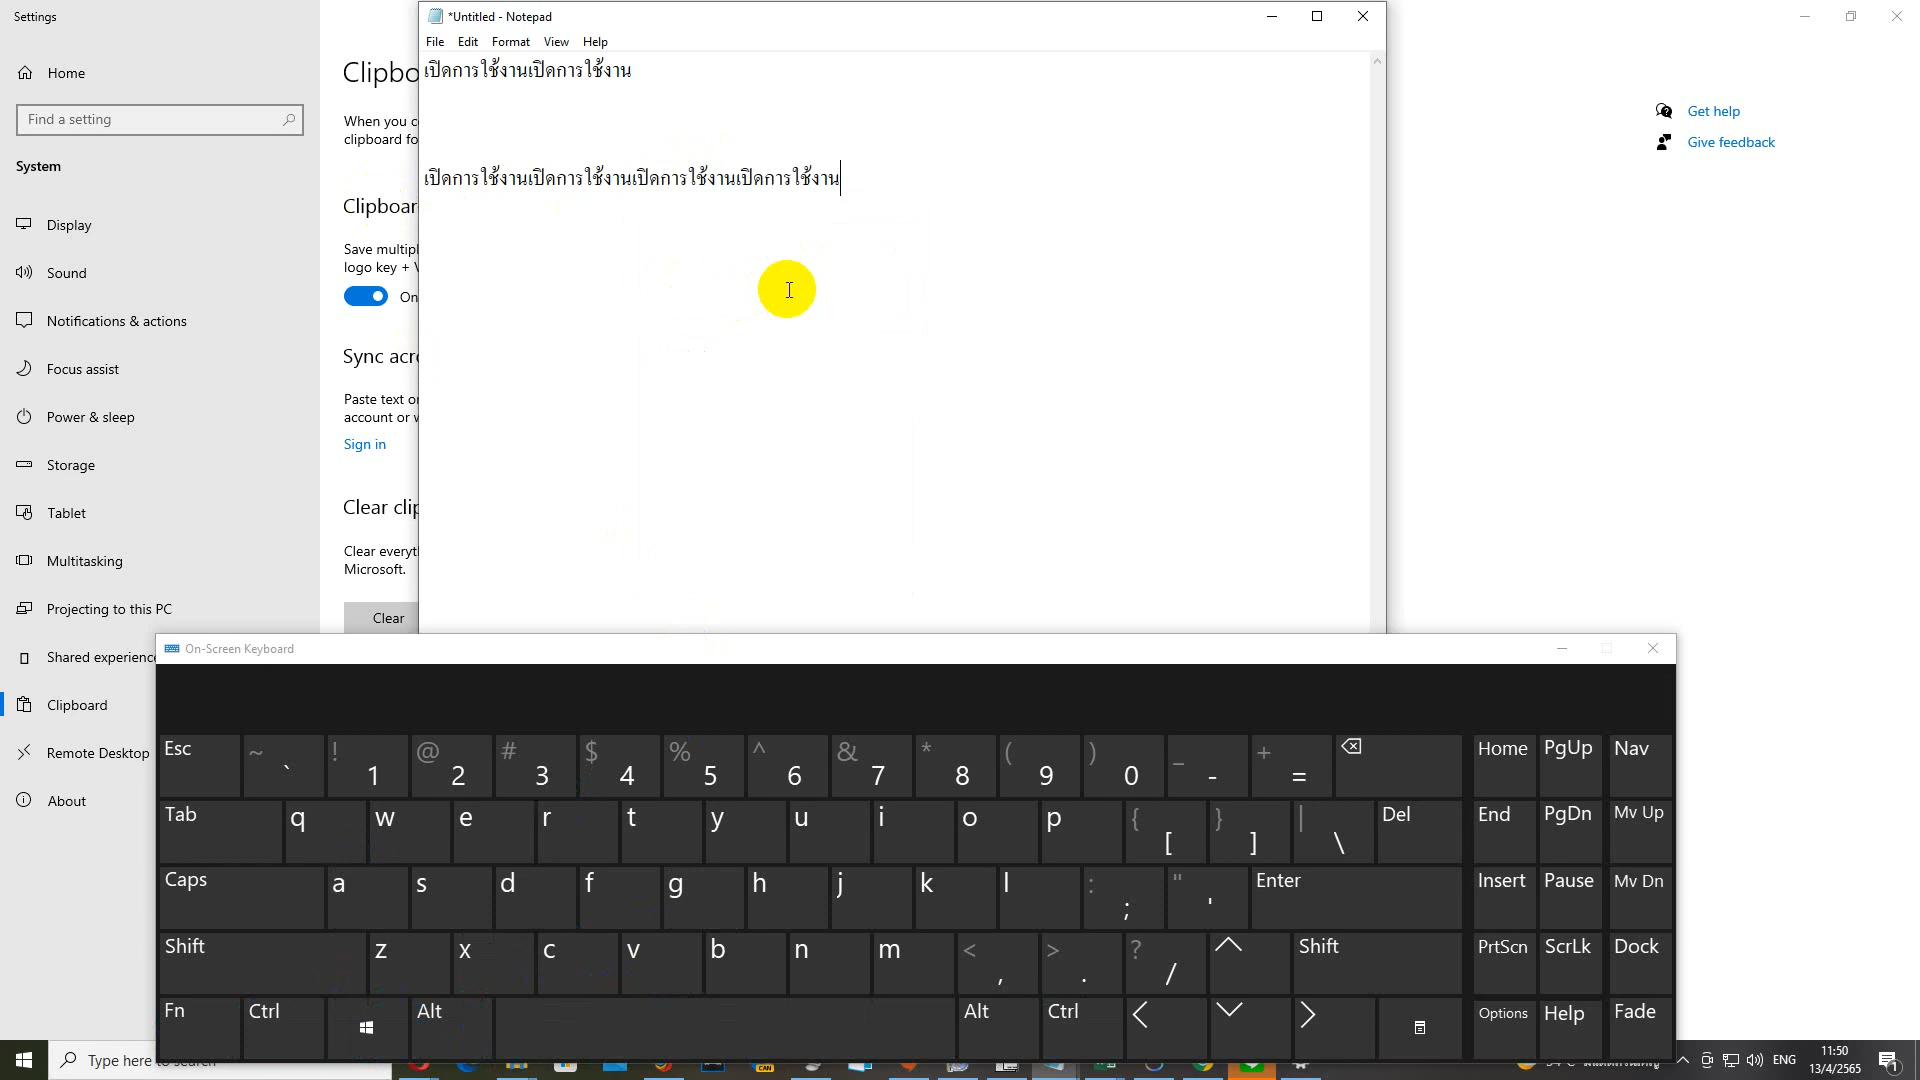 Settings
Home
Find a setting
System
Display
Sound
Notifications & actions
Focus assist
Power & sleep
Storage
Tablet
Multitasking
Projecting to this PC
Shared experience
Clipboard
Remote Desktop
About
Clipbo
When you c
clipboard fo
Clipboar
Save multipl
logo key + V
On
Sync acr
Paste text or
account or w
Sign in
Clear clip
Clear everyt
Microsoft.
Clear
*Untitled - Notepad
File Edit Format View Help
เปิดการใช้งานเปิดการใช้งาน
เปิดการใช้งานเปิดการใช้งานเปิดการใช้งานเปิดการใช้งาน
Get help
Give feedback
On-Screen Keyboard
Esc ~ ` ! 1 @ 2 # 3 $ 4 % 5 ^ 6 & 7 * 8 ( 9 ) 0 _ - + = Home PgUp Nav
Tab q w e r t y u i o p { [ } ] | \ Del End PgDn Mv Up
Caps a s d f g h j k l : ; " ' Enter Insert Pause Mv Dn
Shift z x c v b n m < , > . ? / Shift PrtScn ScrLk Dock
Fn Ctrl Alt Alt Ctrl Options Help Fade
Type here to search
ENG
11:50
13/4/2565
1